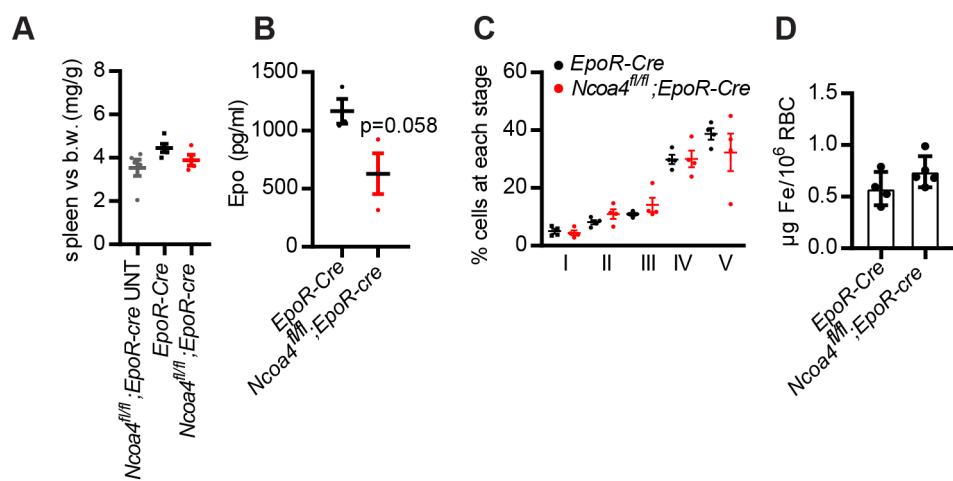 A
spleen vs b.w. (mg/g)
8
6
4
2
0
Ncoa4fl/fl ;EpoR-cre UNT
EpoR-Cre
Ncoa4fl/fl ;EpoR-cre
B
Epo (pg/ml)
1500
1000
500
0
p=0.058
EpoR-Cre
Ncoa4fl/fl;EpoR-cre
C
EpoR-Cre
Ncoa4fl/fl ;EpoR-Cre
% cells at each stage
60
40
20
0
I II III IV V
D
µg Fe/10⁶ RBC
1.5
1.0
0.5
0.0
EpoR-Cre
Ncoa4fl/fl;EpoR-cre